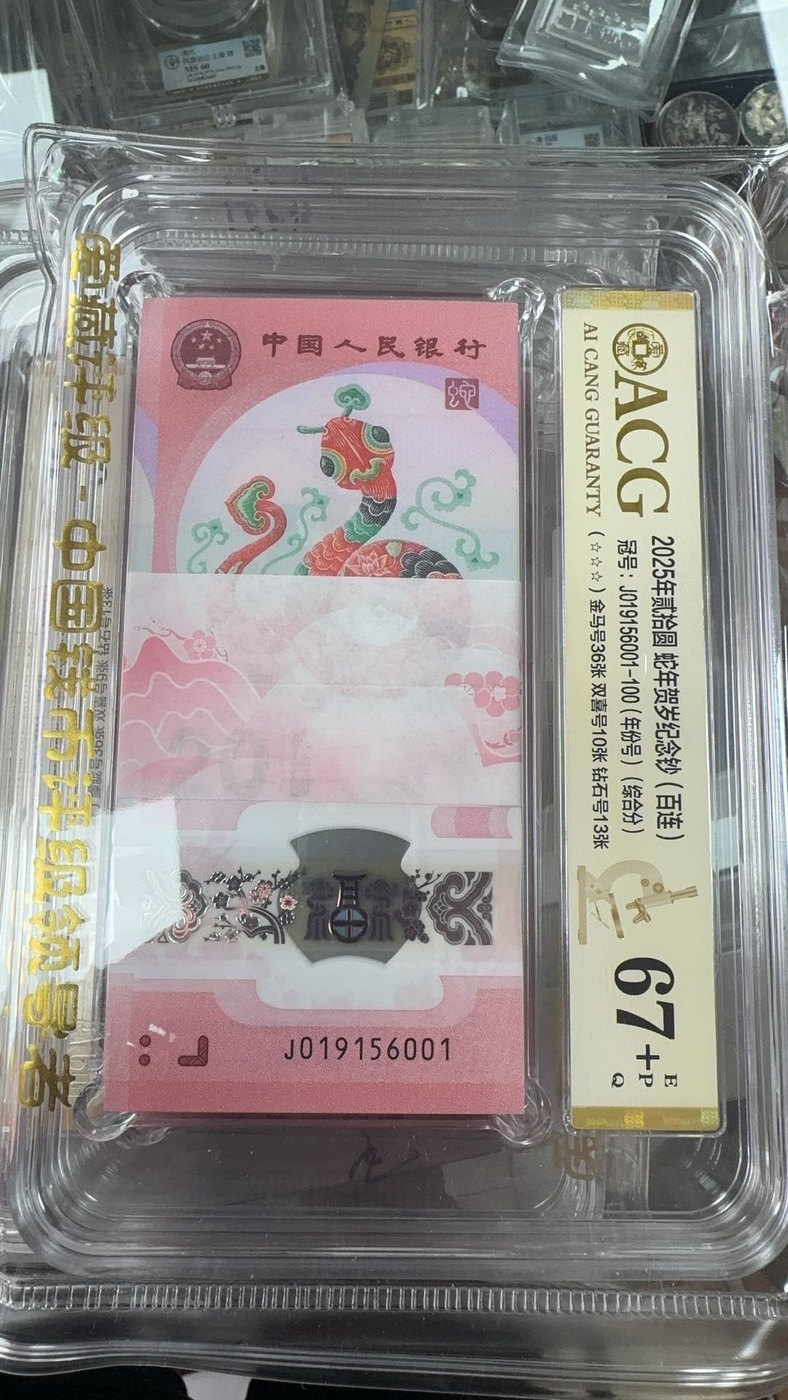 MS 60
爱藏评级-中国钱币评级领导者
中国人民银行
J019156001
ACG
AI CANG GUARANTY
2025年贰拾圆 蛇年贺岁纪念钞（百连）
冠号：J019156001-100（年份号）（综合分）
（☆☆☆）金马号36张 双喜号10张 钻石号13张
67+
E
P
Q